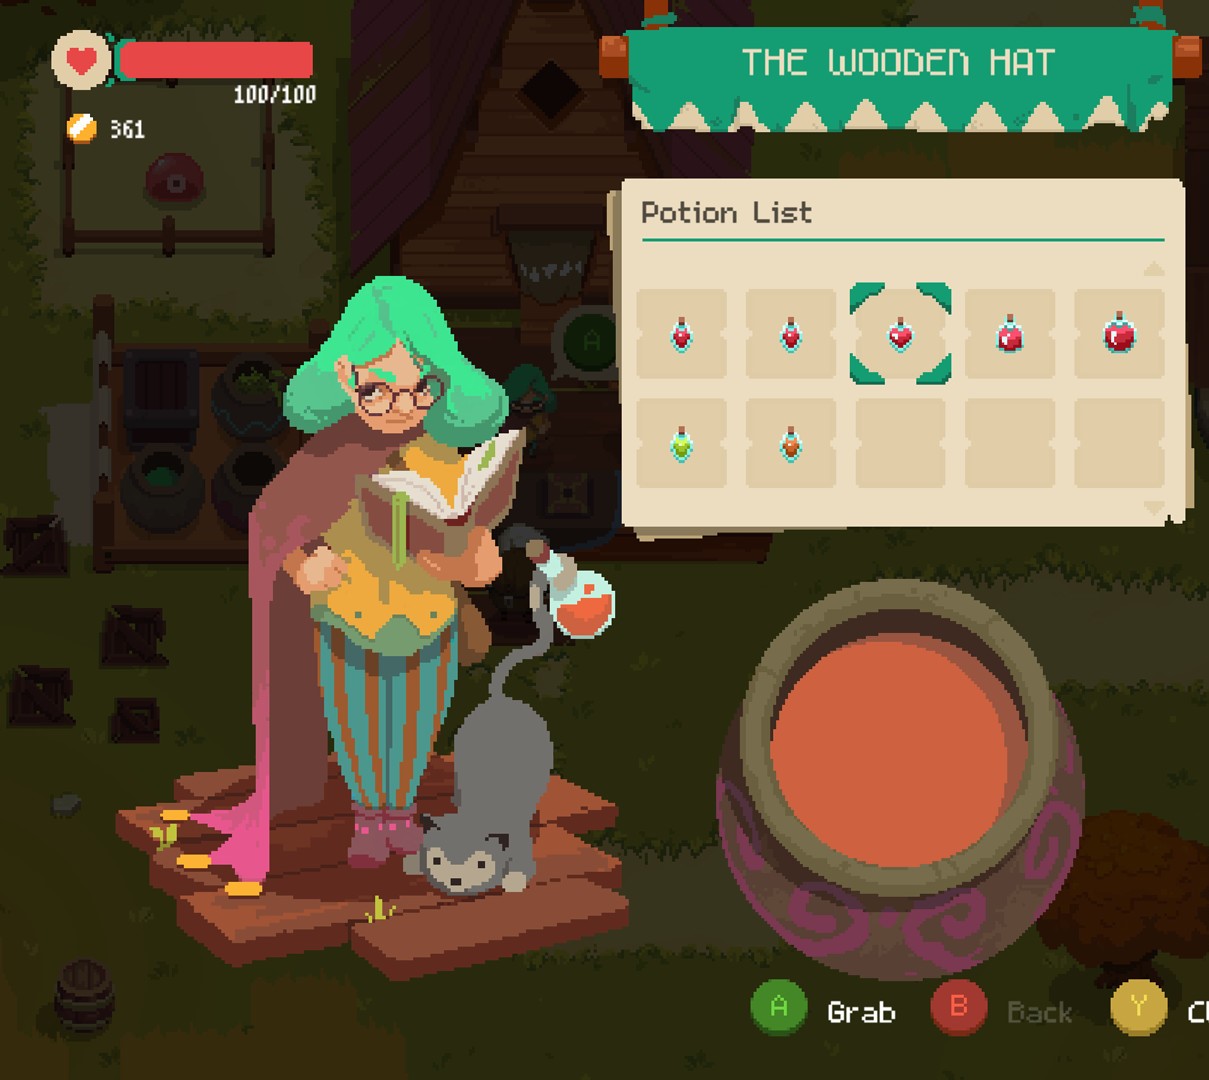 100/100
361
THE WOODEN HAT
Potion List
A
A Grab B Back Y